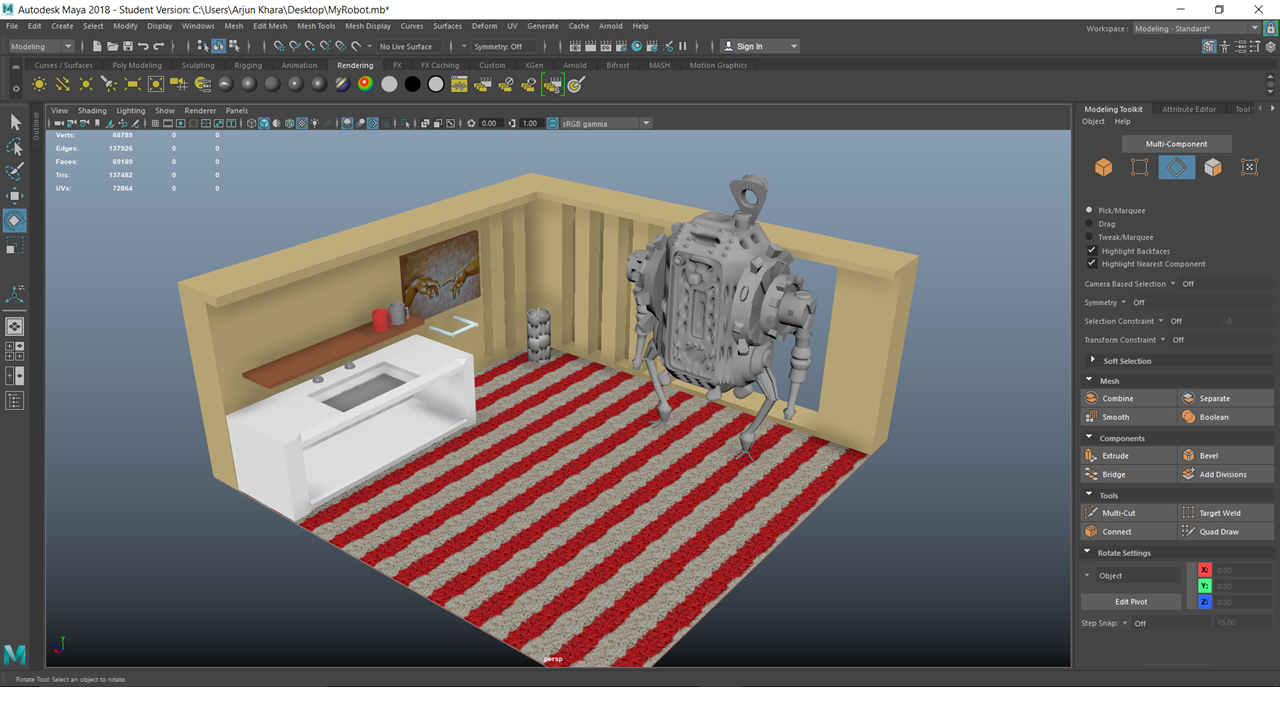 Autodesk Maya 2018 - Student Version: C:\Users\Arjun Khara\Desktop\MyRobot.mb*
File Edit Create Select Modify Display Windows Mesh Edit Mesh Mesh Tools Mesh Display Curves Surfaces Deform UV Generate Cache Arnold Help
Workspace : Modeling - Standard*
Modeling No Live Surface Symmetry: Off Sign In
Curves / Surfaces Poly Modeling Sculpting Rigging Animation Rendering FX FX Caching Custom XGen Arnold Bifrost MASH Motion Graphics
Outliner
View Shading Lighting Show Renderer Panels
0.00 1.00 sRGB gamma
Verts: 68789 0 0
Edges: 137926 0 0
Faces: 69189 0 0
Tris: 137482 0 0
UVs: 72864 0 0
persp
Modeling Toolkit Attribute Editor Tool
Object Help
Multi-Component
Pick/Marquee
Drag
Tweak/Marquee
Highlight Backfaces
Highlight Nearest Component
Camera Based Selection Off
Symmetry Off
Selection Constraint Off 0
Transform Constraint Off
Soft Selection
Mesh
Combine Separate
Smooth Boolean
Components
Extrude Bevel
Bridge Add Divisions
Tools
Multi-Cut Target Weld
Connect Quad Draw
Rotate Settings
Object
X: 0.00
Y: 0.00
Z: 0.00
Edit Pivot
Step Snap: Off 15.00
Rotate Tool: Select an object to rotate.